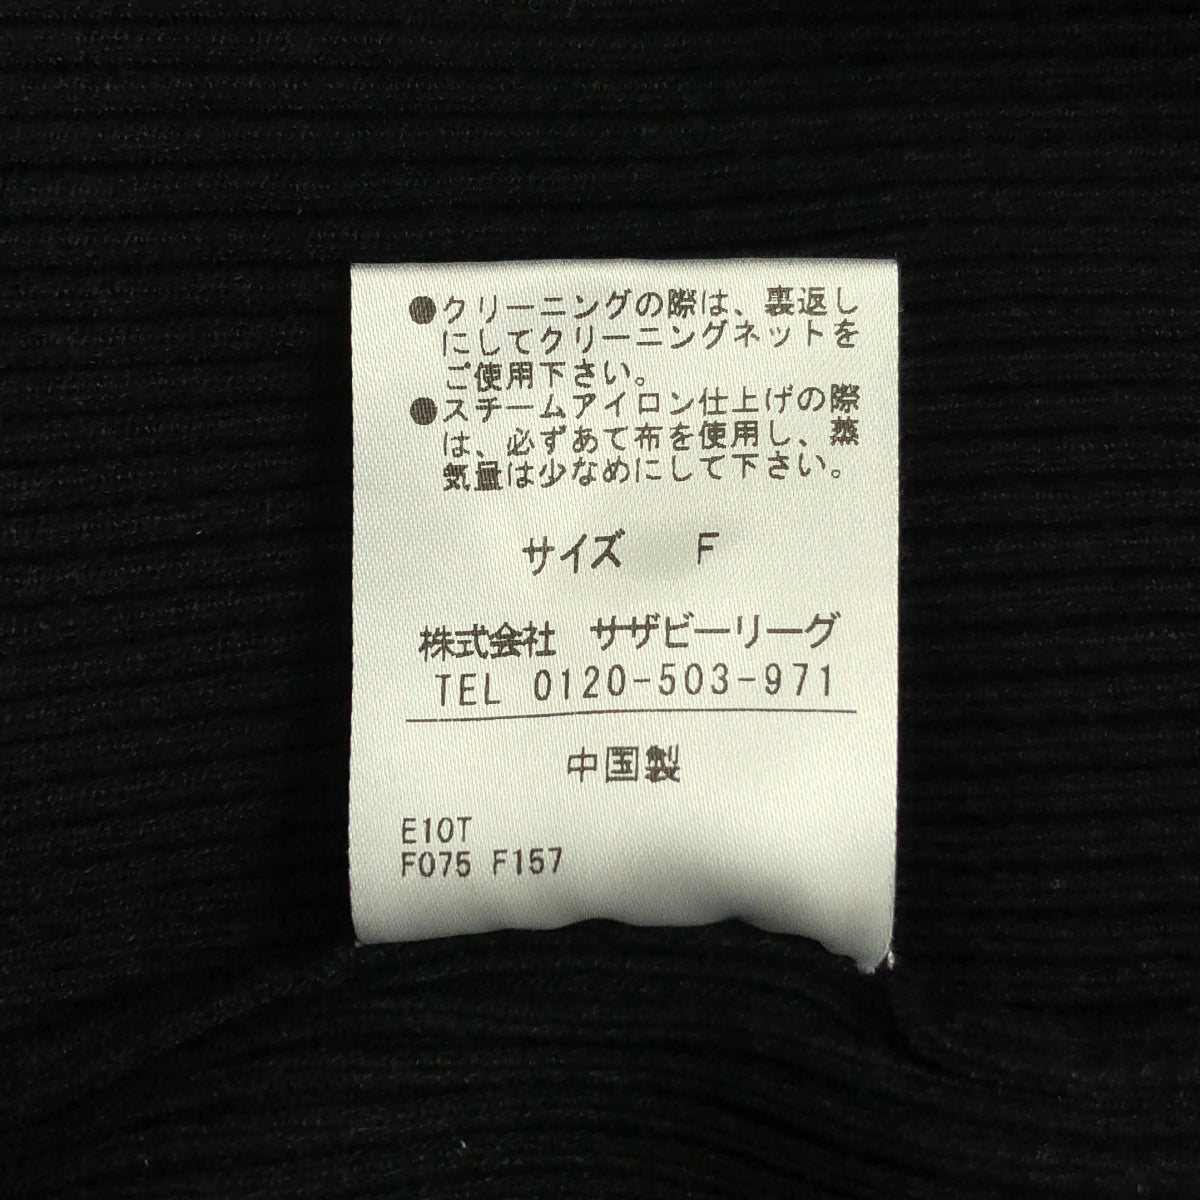 ●クリーニングの際は、裏返し
にしてクリーニングネットを
ご使用下さい。
●スチームアイロン仕上げの際
は、必ずあて布を使用し、蒸
気量は少なめにして下さい。
サイズ F
株式会社 サザビーリーグ
TEL 0120-503-971
中国製
E10T
F075 F157